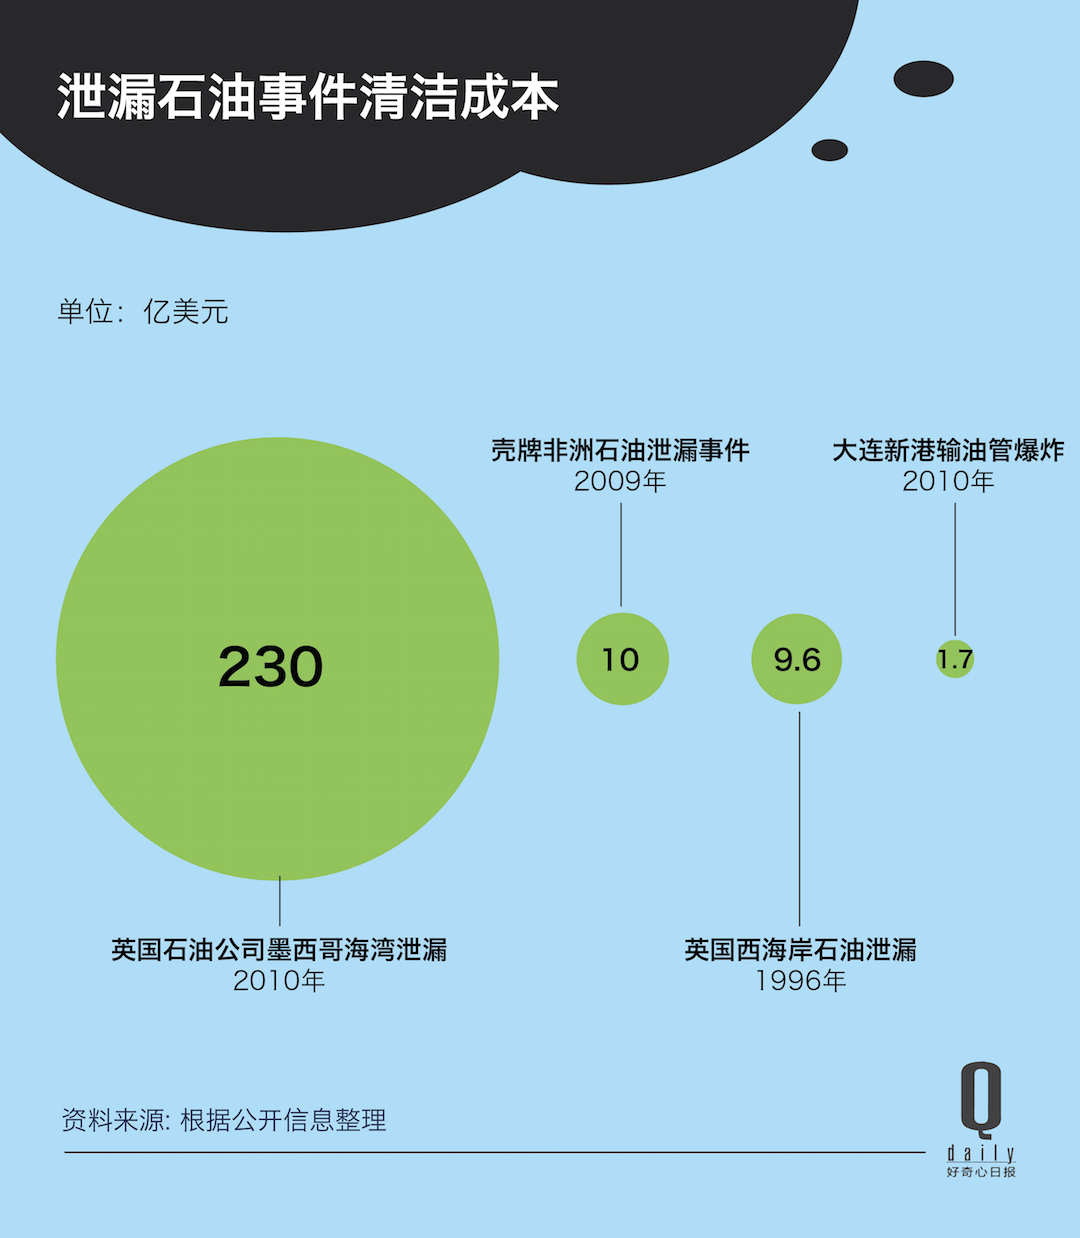 泄漏石油事件清洁成本
单位：亿美元
壳牌非洲石油泄漏事件
2009年
大连新港输油管爆炸
2010年
230
10
9.6
1.7
英国石油公司墨西哥海湾泄漏
2010年
英国西海岸石油泄漏
1996年
资料来源: 根据公开信息整理
Q
daily
好奇心日报